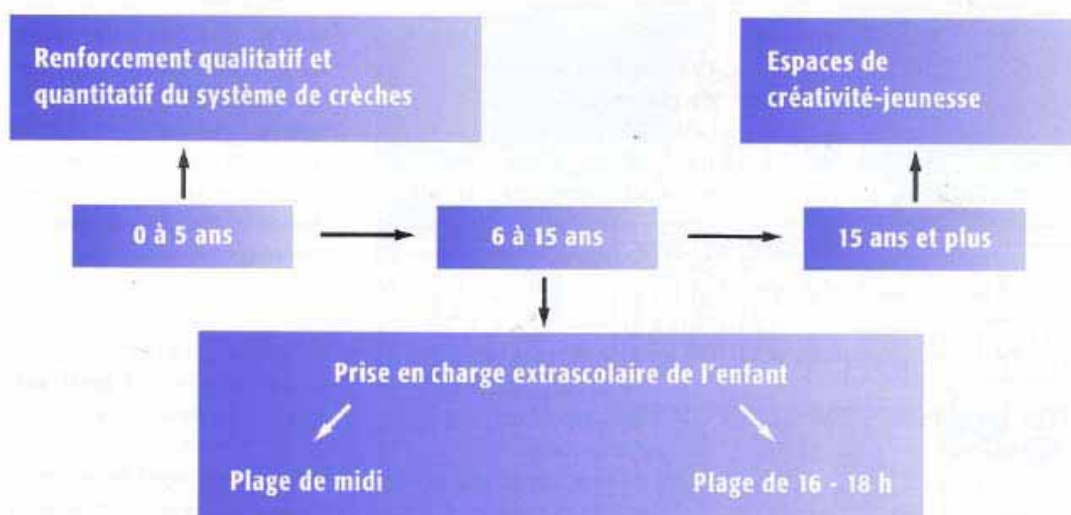 Renforcement qualitatif et
quantitatif du système de crèches
Espaces de
créativité-jeunesse
0 à 5 ans
6 à 15 ans
15 ans et plus
Prise en charge extrascolaire de l'enfant
Plage de midi
Plage de 16 - 18 h